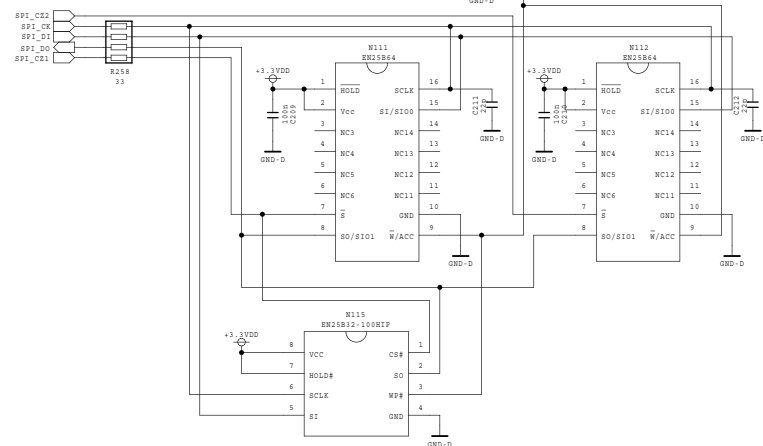 GND-D
SPI_CZ2
SPI_CK
SPI_DI
SPI_DO
SPI_CZ1
R258
33
N111
EN25B64
+3.3VDD
1 HOLD SCLK 16
2 Vcc SI/SIO0 15
3 NC3 NC14 14
4 NC4 NC13 13
5 NC5 NC12 12
6 NC6 NC11 11
7 S GND 10
8 SO/SIO1 W/ACC 9
100n
C209
GND-D
C211
22p
GND-D
GND-D
N112
EN25B64
+3.3VDD
1 HOLD SCLK 16
2 Vcc SI/SIO0 15
3 NC3 NC14 14
4 NC4 NC13 13
5 NC5 NC12 12
6 NC6 NC11 11
7 S GND 10
8 SO/SIO1 W/ACC 9
100n
GND-D
C212
22p
GND-D
GND-D
N115
EN25B32-100HIP
+3.3VDD
8 VCC CS# 1
7 HOLD# SO 2
6 SCLK WP# 3
5 SI GND 4
GND-D